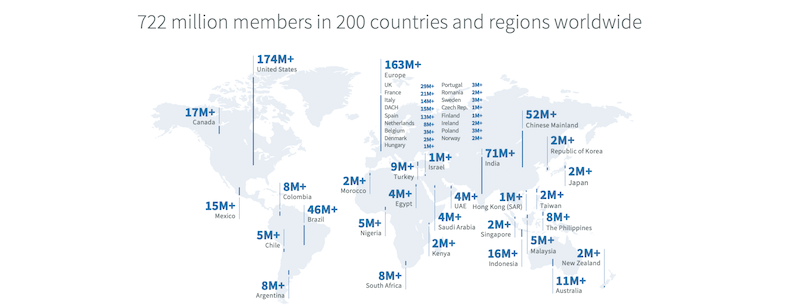 722 million members in 200 countries and regions worldwide
174M+
United States
163M+
Europe
UK 29M+
France 21M+
Italy 14M+
DACH 15M+
Spain 13M+
Netherlands 8M+
Belgium 3M+
Denmark 2M+
Hungary 1M+
Portugal 3M+
Romania 2M+
Sweden 3M+
Czech Rep. 1M+
Finland 1M+
Ireland 2M+
Poland 3M+
Norway 2M+
17M+
Canada
52M+
Chinese Mainland
2M+
Republic of Korea
71M+
India
1M+
Israel
9M+
Turkey
2M+
Japan
2M+
Morocco
8M+
Colombia
4M+
Egypt
4M+
UAE
1M+
Hong Kong (SAR)
2M+
Taiwan
15M+
Mexico
46M+
Brazil
5M+
Nigeria
4M+
Saudi Arabia
8M+
The Philippines
2M+
Singapore
5M+
Chile
2M+
Kenya
5M+
Malaysia
16M+
Indonesia
2M+
New Zealand
8M+
Argentina
8M+
South Africa
11M+
Australia